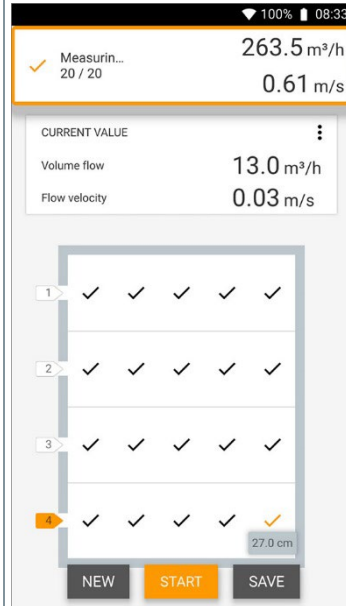 100% 08:33
Measurin... 263.5 m³/h
20 / 20 0.61 m/s
CURRENT VALUE
Volume flow 13.0 m³/h
Flow velocity 0.03 m/s
1
2
3
4
27.0 cm
NEW START SAVE